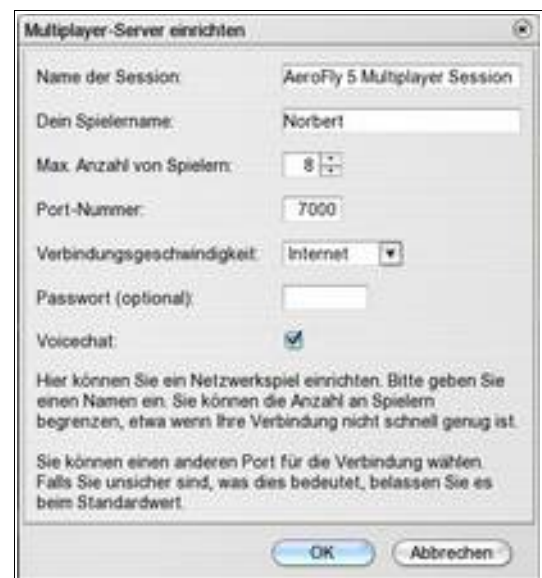 Multiplayer-Server einrichten
Name der Session: AeroFly 5 Multiplayer Session
Dein Spielername: Norbert
Max. Anzahl von Spielern: 8
Port-Nummer: 7000
Verbindungsgeschwindigkeit: Internet
Passwort (optional):
Voicechat:
Hier können Sie ein Netzwerkspiel einrichten. Bitte geben Sie
einen Namen ein. Sie können die Anzahl an Spielern
begrenzen, etwa wenn Ihre Verbindung nicht schnell genug ist.
Sie können einen anderen Port für die Verbindung wählen.
Falls Sie unsicher sind, was dies bedeutet, belassen Sie es
beim Standardwert.
OK Abbrechen